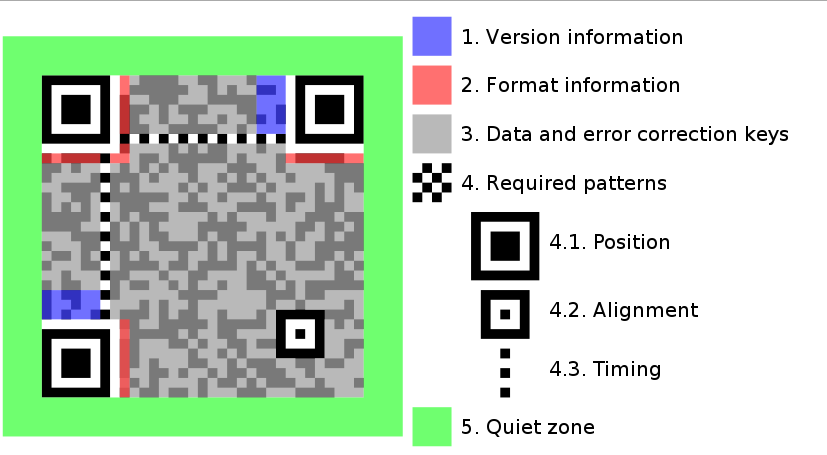 1. Version information
2. Format information
3. Data and error correction keys
4. Required patterns
4.1. Position
4.2. Alignment
4.3. Timing
5. Quiet zone